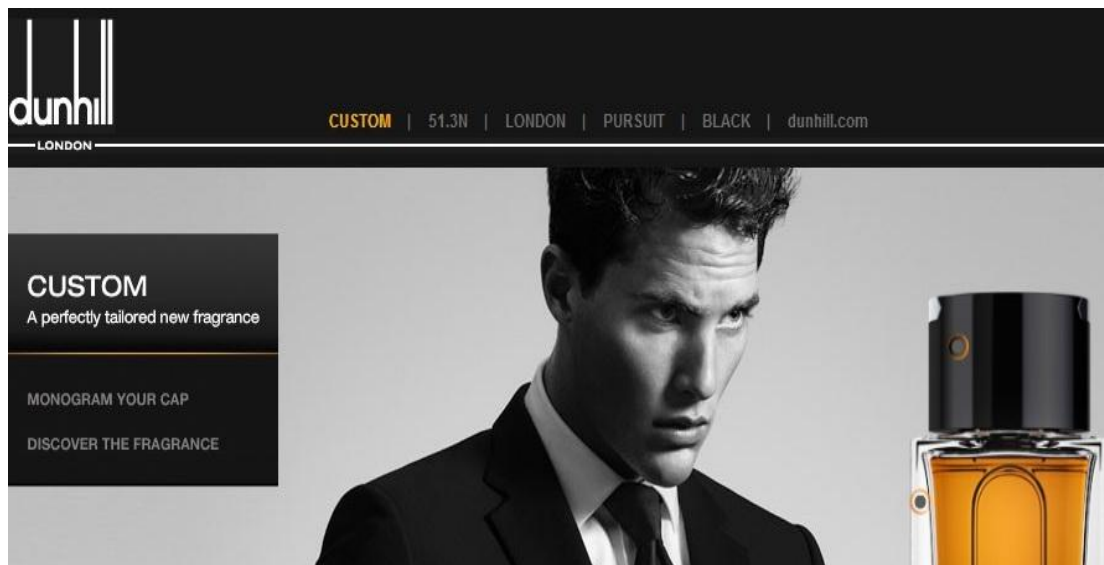 dunhill
LONDON
CUSTOM | 51.3N | LONDON | PURSUIT | BLACK | dunhill.com
CUSTOM
A perfectly tailored new fragrance
MONOGRAM YOUR CAP
DISCOVER THE FRAGRANCE